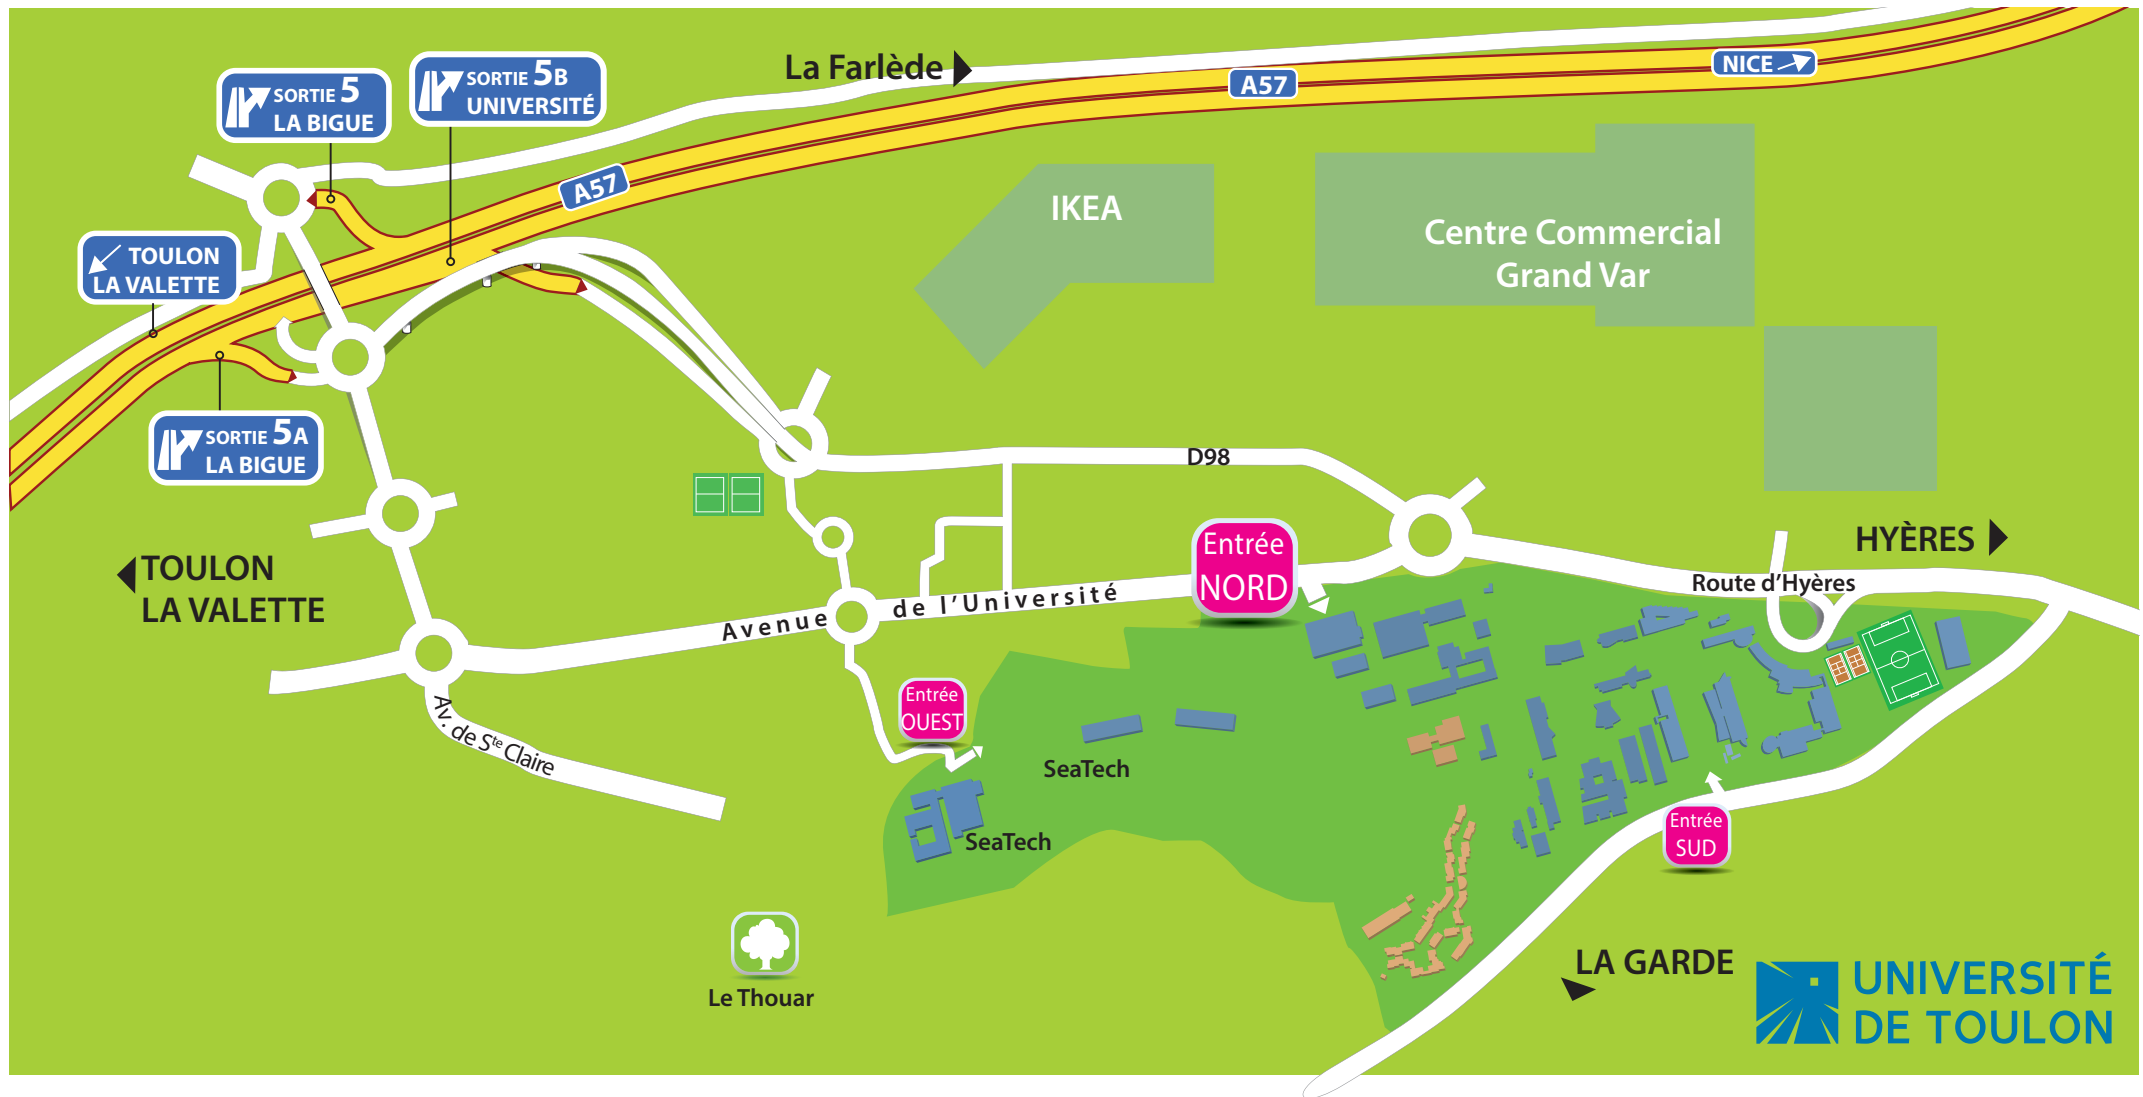 La Farlède
SORTIE 5
LA BIGUE
SORTIE 5B
UNIVERSITÉ
A57
NICE
A57
IKEA
Centre Commercial
Grand Var
TOULON
LA VALETTE
SORTIE 5A
LA BIGUE
D98
Entrée
NORD
HYÈRES
Route d'Hyères
TOULON
LA VALETTE
Avenue de l'Université
Entrée
OUEST
Av. de Ste Claire
SeaTech
SeaTech
Entrée
SUD
Le Thouar
LA GARDE
UNIVERSITÉ
DE TOULON